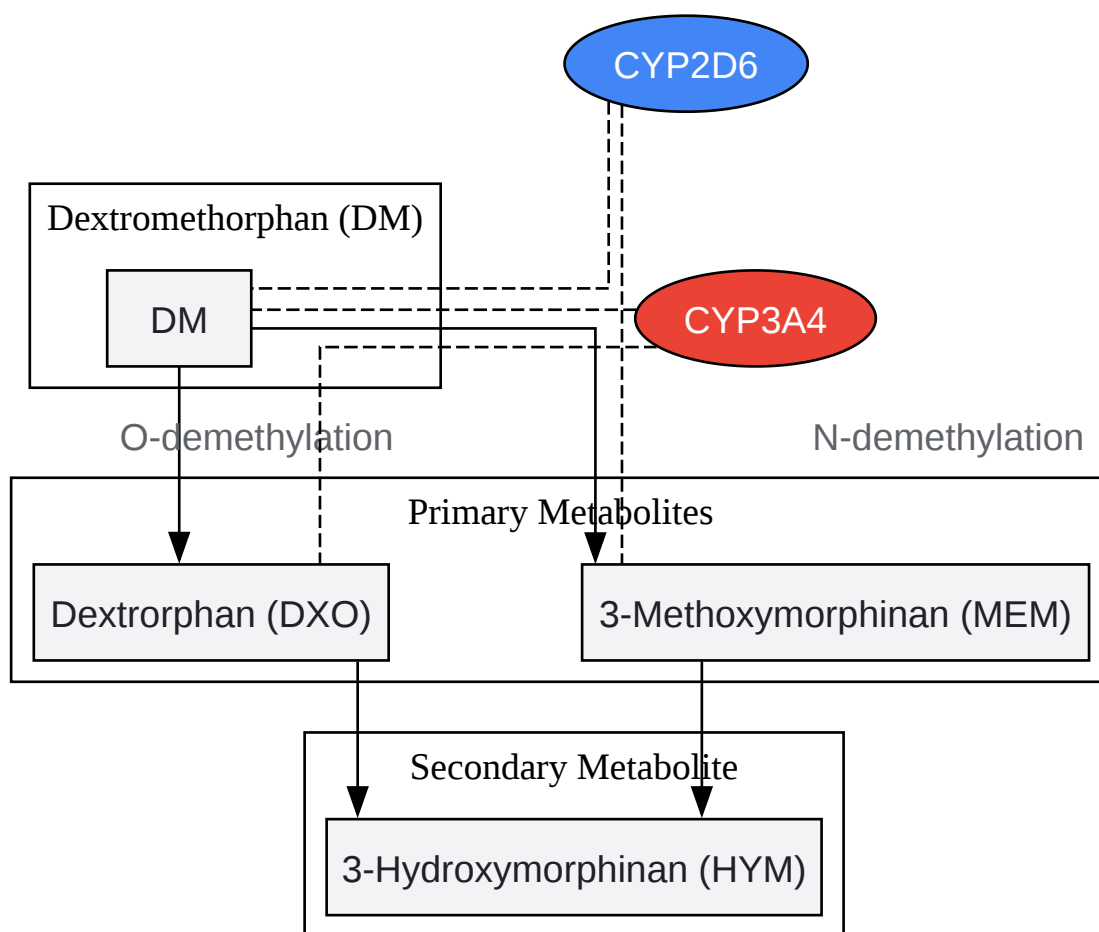 CYP2D6
Dextromethorphan (DM)
DM
CYP3A4
O-demethylation
N-demethylation
Primary Metabolites
Dextrorphan (DXO)
3-Methoxymorphinan (MEM)
Secondary Metabolite
3-Hydroxymorphinan (HYM)